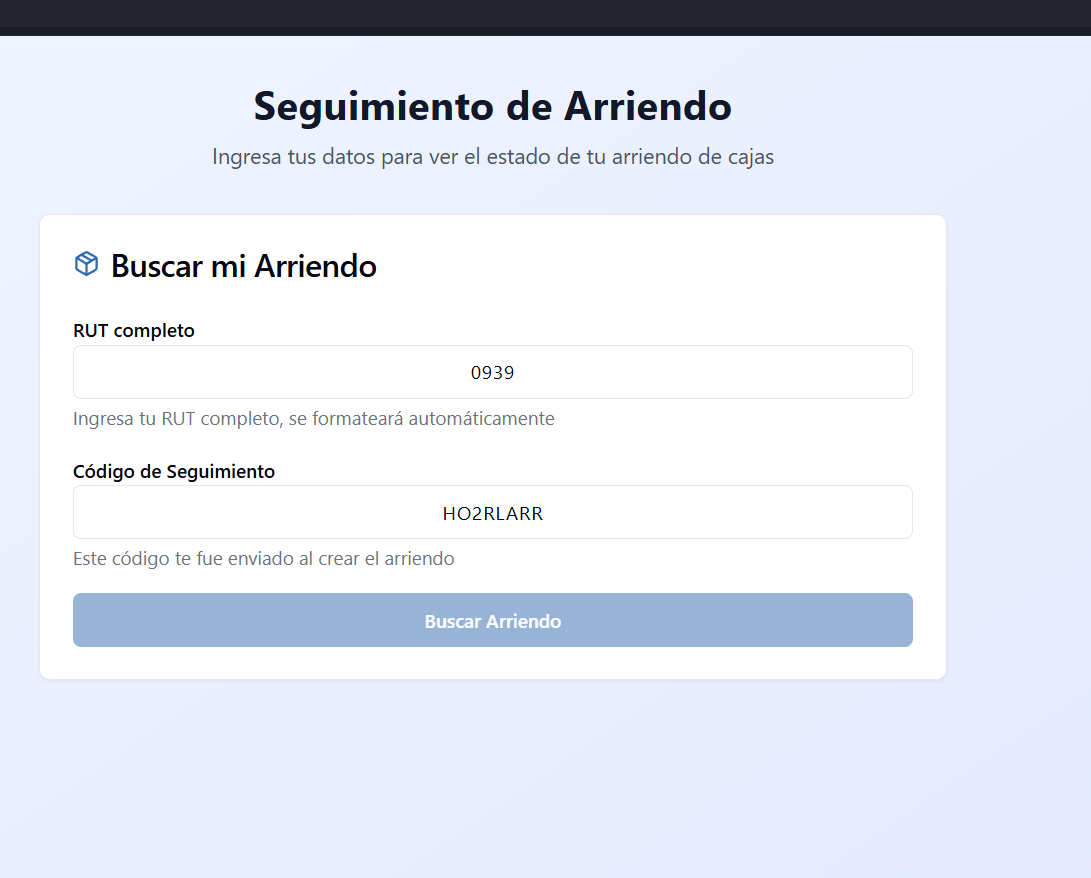 Seguimiento de Arriendo
Ingresa tus datos para ver el estado de tu arriendo de cajas
Buscar mi Arriendo
RUT completo
0939
Ingresa tu RUT completo, se formateará automáticamente
Código de Seguimiento
HO2RLARR
Este código te fue enviado al crear el arriendo
Buscar Arriendo